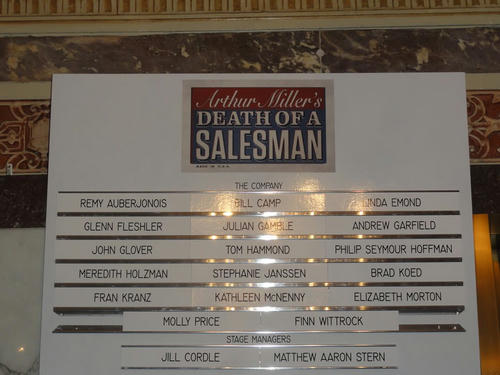 Arthur Miller's
DEATH OF A
SALESMAN
THE COMPANY
REMY AUBERJONOIS BILL CAMP LINDA EMOND
GLENN FLESHLER JULIAN GAMBLE ANDREW GARFIELD
JOHN GLOVER TOM HAMMOND PHILIP SEYMOUR HOFFMAN
MEREDITH HOLZMAN STEPHANIE JANSSEN BRAD KOED
FRAN KRANZ KATHLEEN McNENNY ELIZABETH MORTON
MOLLY PRICE FINN WITTROCK
STAGE MANAGERS
JILL CORDLE MATTHEW AARON STERN